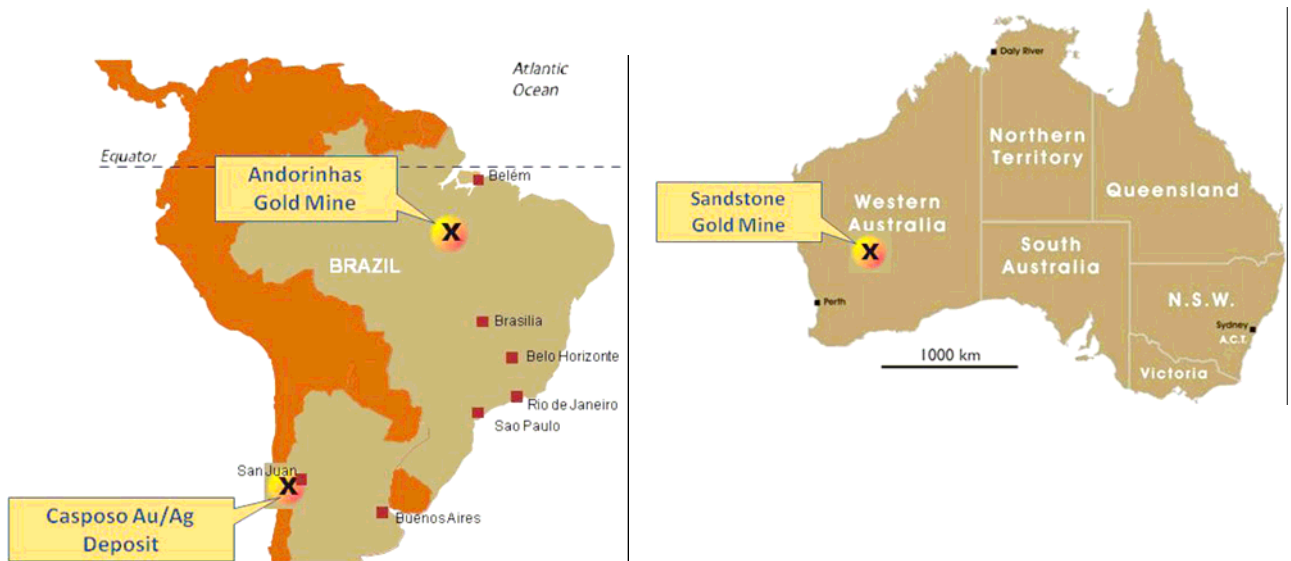 Atlantic
Ocean
Equator
Andorinhas
Gold Mine
Belém
X
BRAZIL
Brasilia
Belo Horizonte
Rio de Janeiro
Sao Paulo
San Juan
X
Casposo Au/Ag
Deposit
Buenos Aires
Daly River
Northern
Territory
Queensland
Sandstone
Gold Mine
Western
Australia
X
South
Australia
Perth
N.S.W.
Sydney
A.C.T.
1000 km
Victoria